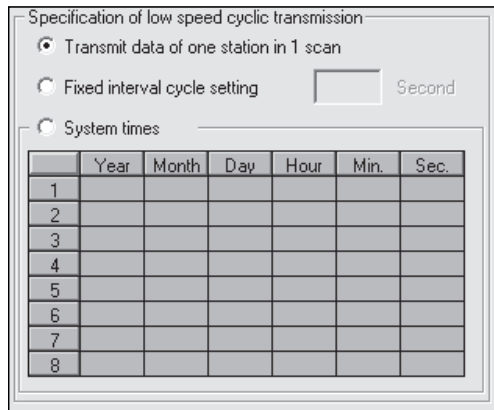 Specification of low speed cyclic transmission
Transmit data of one station in 1 scan
Fixed interval cycle setting Second
System times
Year Month Day Hour Min. Sec.
1
2
3
4
5
6
7
8